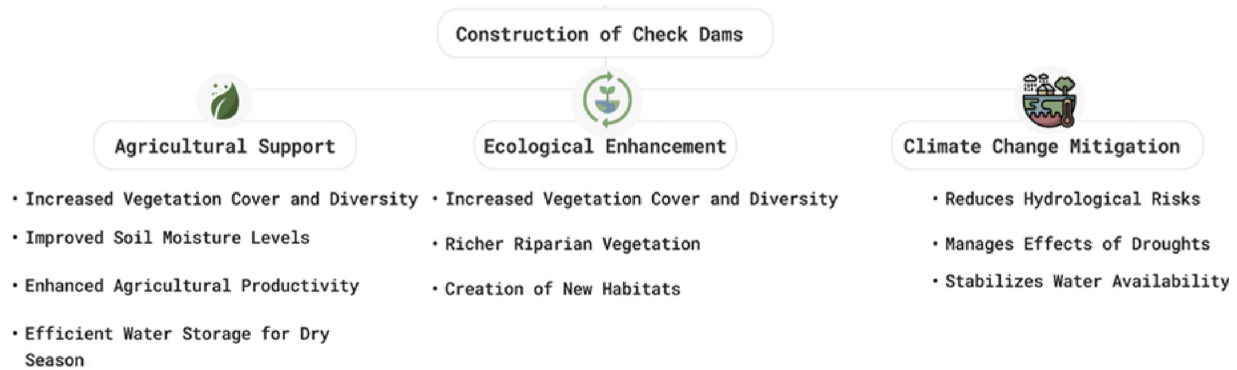 Construction of Check Dams
Agricultural Support
• Increased Vegetation Cover and Diversity
• Improved Soil Moisture Levels
• Enhanced Agricultural Productivity
• Efficient Water Storage for Dry
Season
Ecological Enhancement
• Increased Vegetation Cover and Diversity
• Richer Riparian Vegetation
• Creation of New Habitats
Climate Change Mitigation
• Reduces Hydrological Risks
• Manages Effects of Droughts
• Stabilizes Water Availability